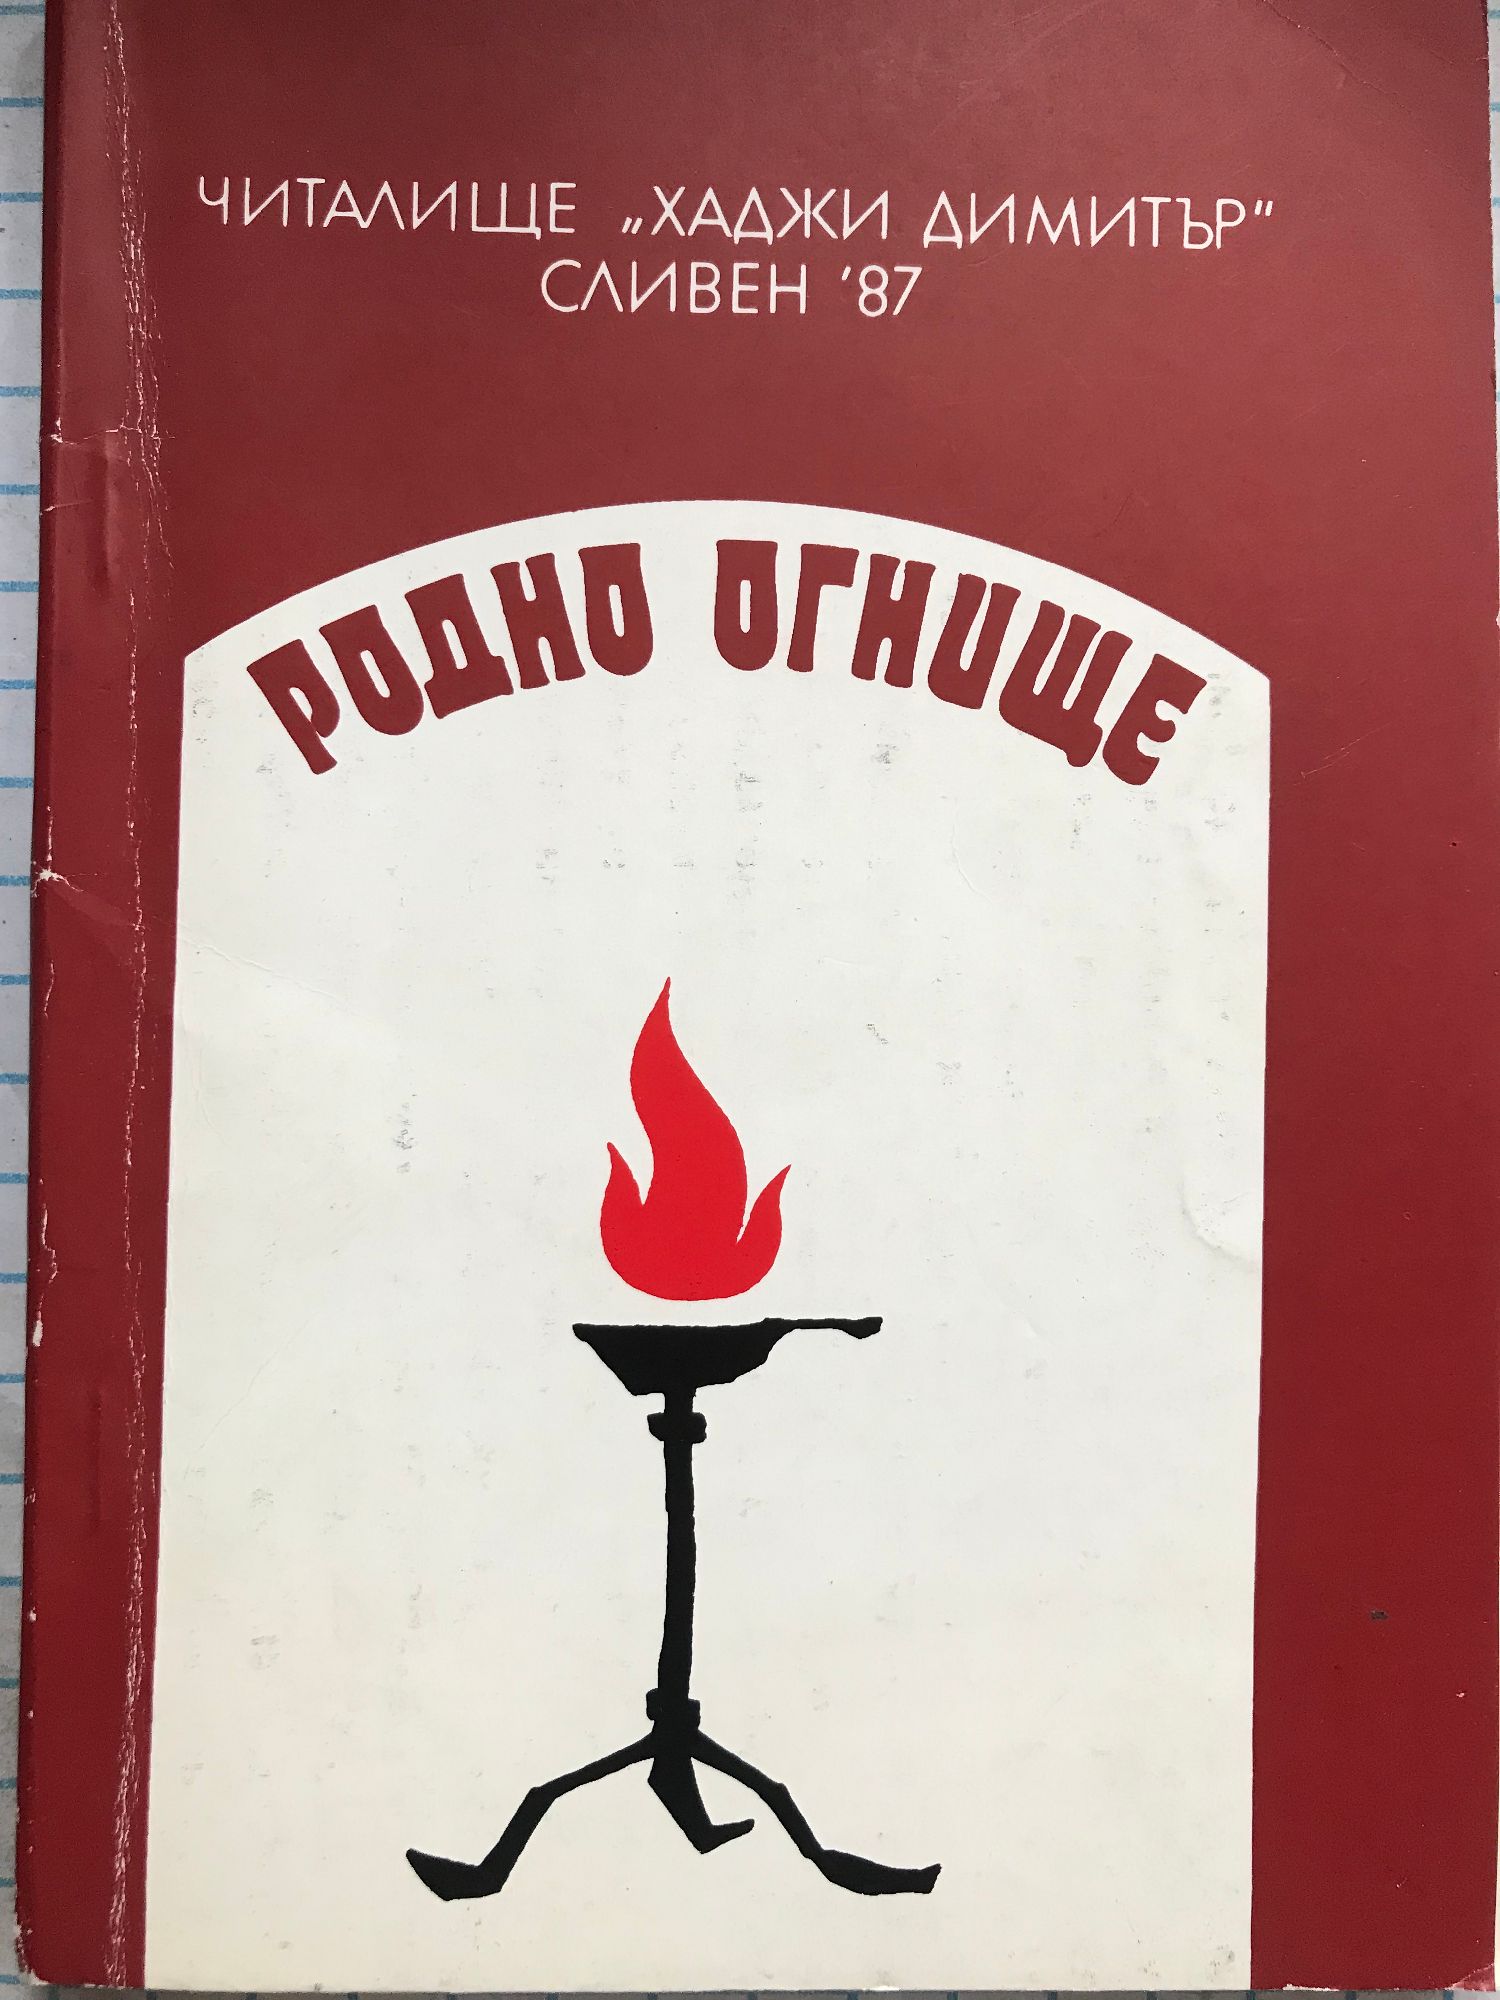 ЧИТАЛИЩЕ „ХАДЖИ ДИМИТЪР"
СЛИВЕН '87
РОДНО ОГНИЩЕ